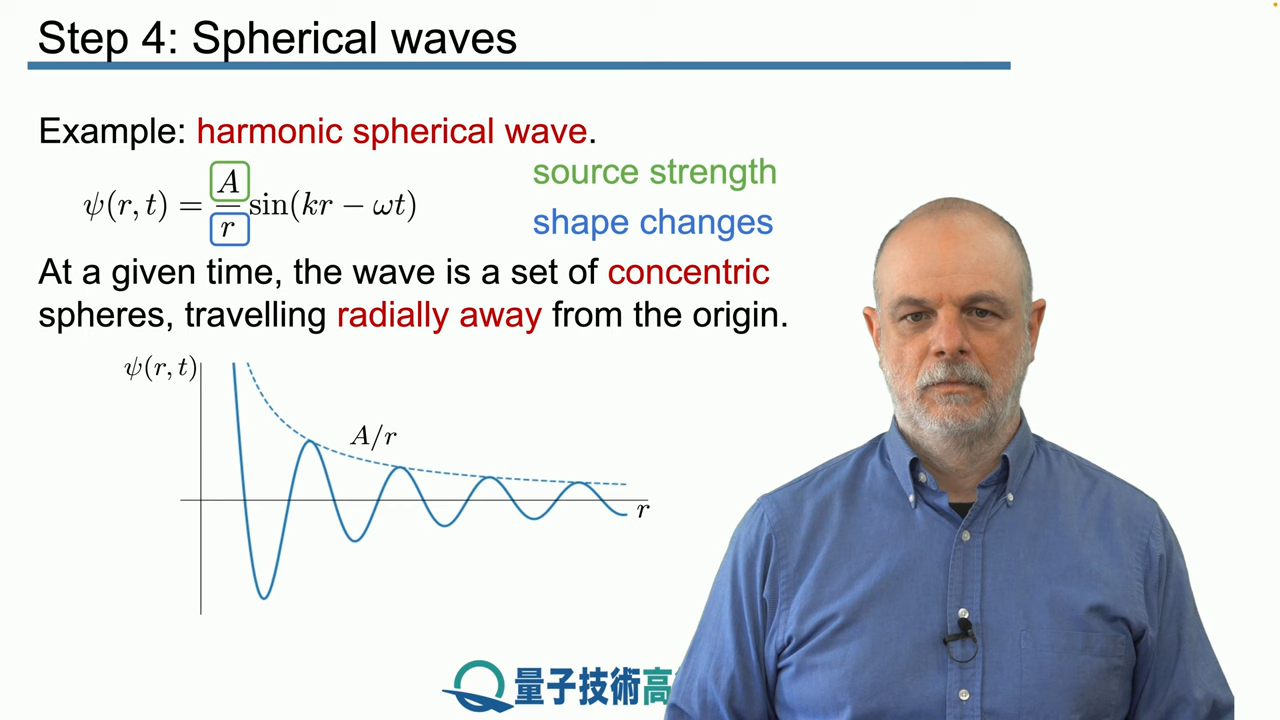 Step 4: Spherical waves
Example: harmonic spherical wave.
ψ(r, t) = A/r sin(kr − ωt)
source strength
shape changes
At a given time, the wave is a set of concentric
spheres, travelling radially away from the origin.
ψ(r, t)
A/r
r
量子技術高